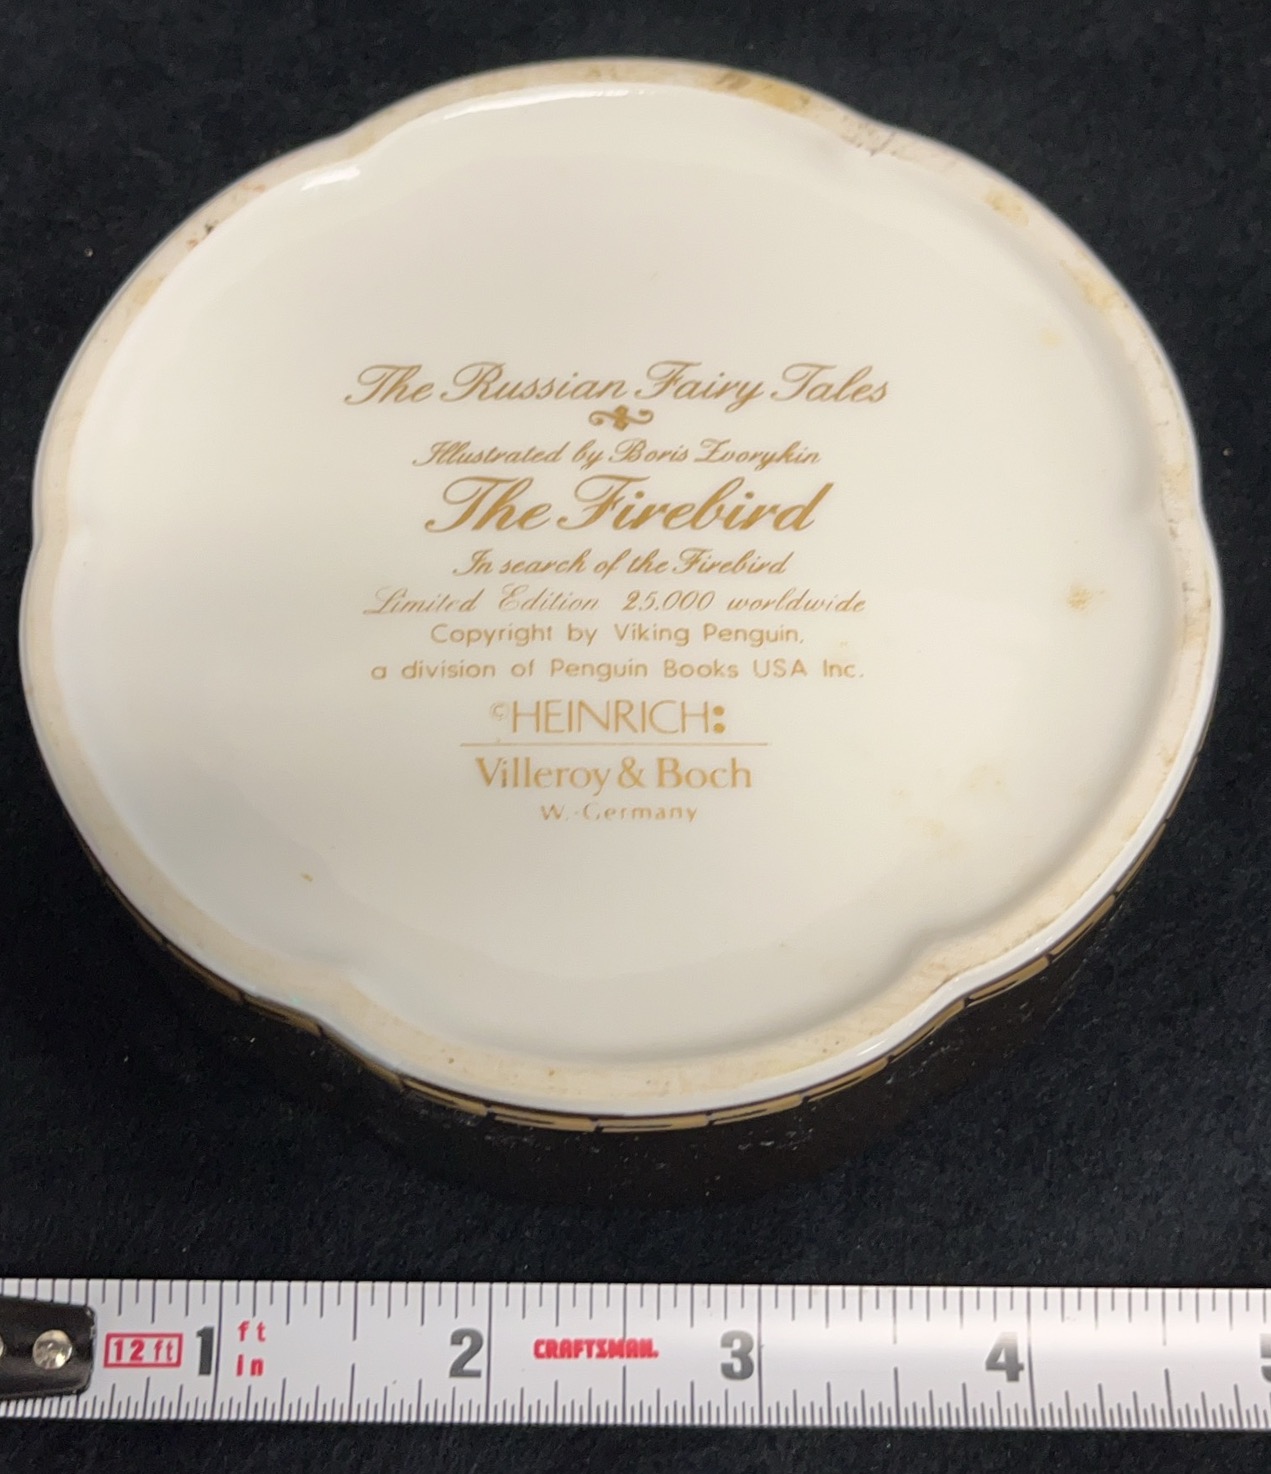 The Russian Fairy Tales
Illustrated by Boris Zvorykin
The Firebird
In search of the Firebird
Limited Edition 25.000 worldwide
Copyright by Viking Penguin,
a division of Penguin Books USA Inc.
©HEINRICH:
Villeroy & Boch
W.-Germany
12 ft 1 ft in 2 CRAFTSMAN. 3 4